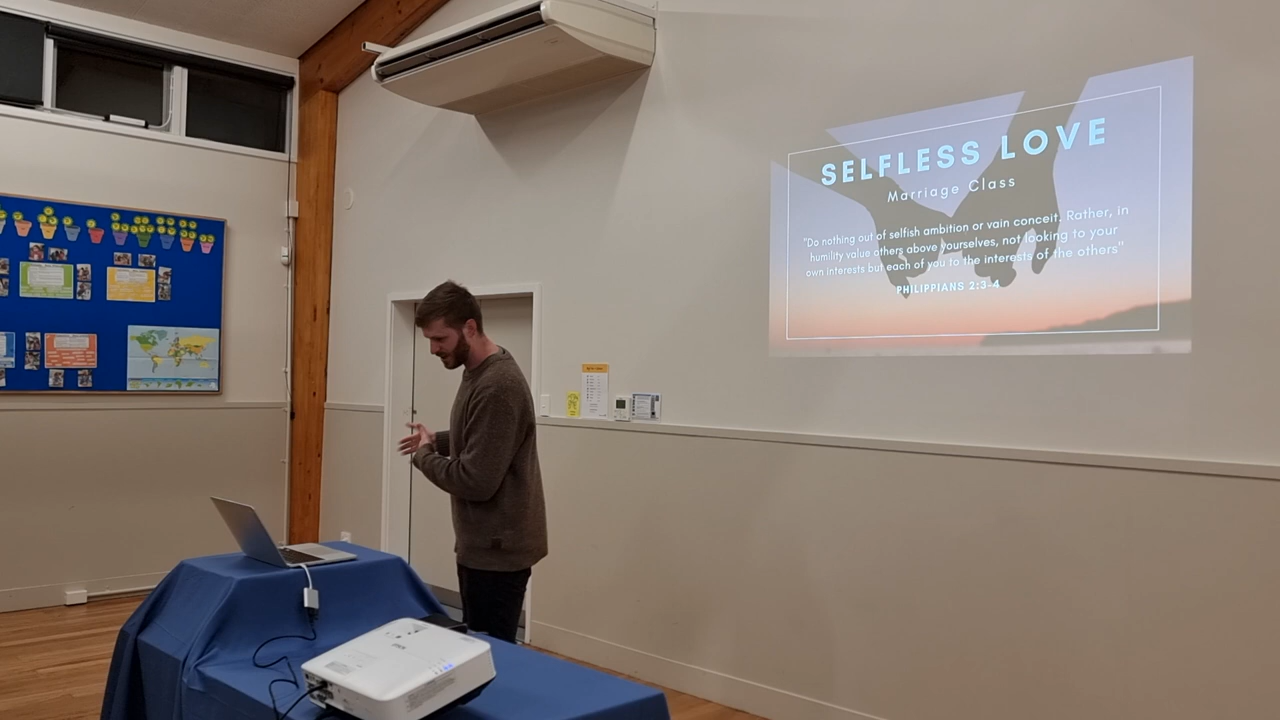 SELFLESS LOVE
Marriage Class
"Do nothing out of selfish ambition or vain conceit. Rather, in
humility value others above yourselves, not looking to your
own interests but each of you to the interests of the others"
PHILIPPIANS 2:3-4